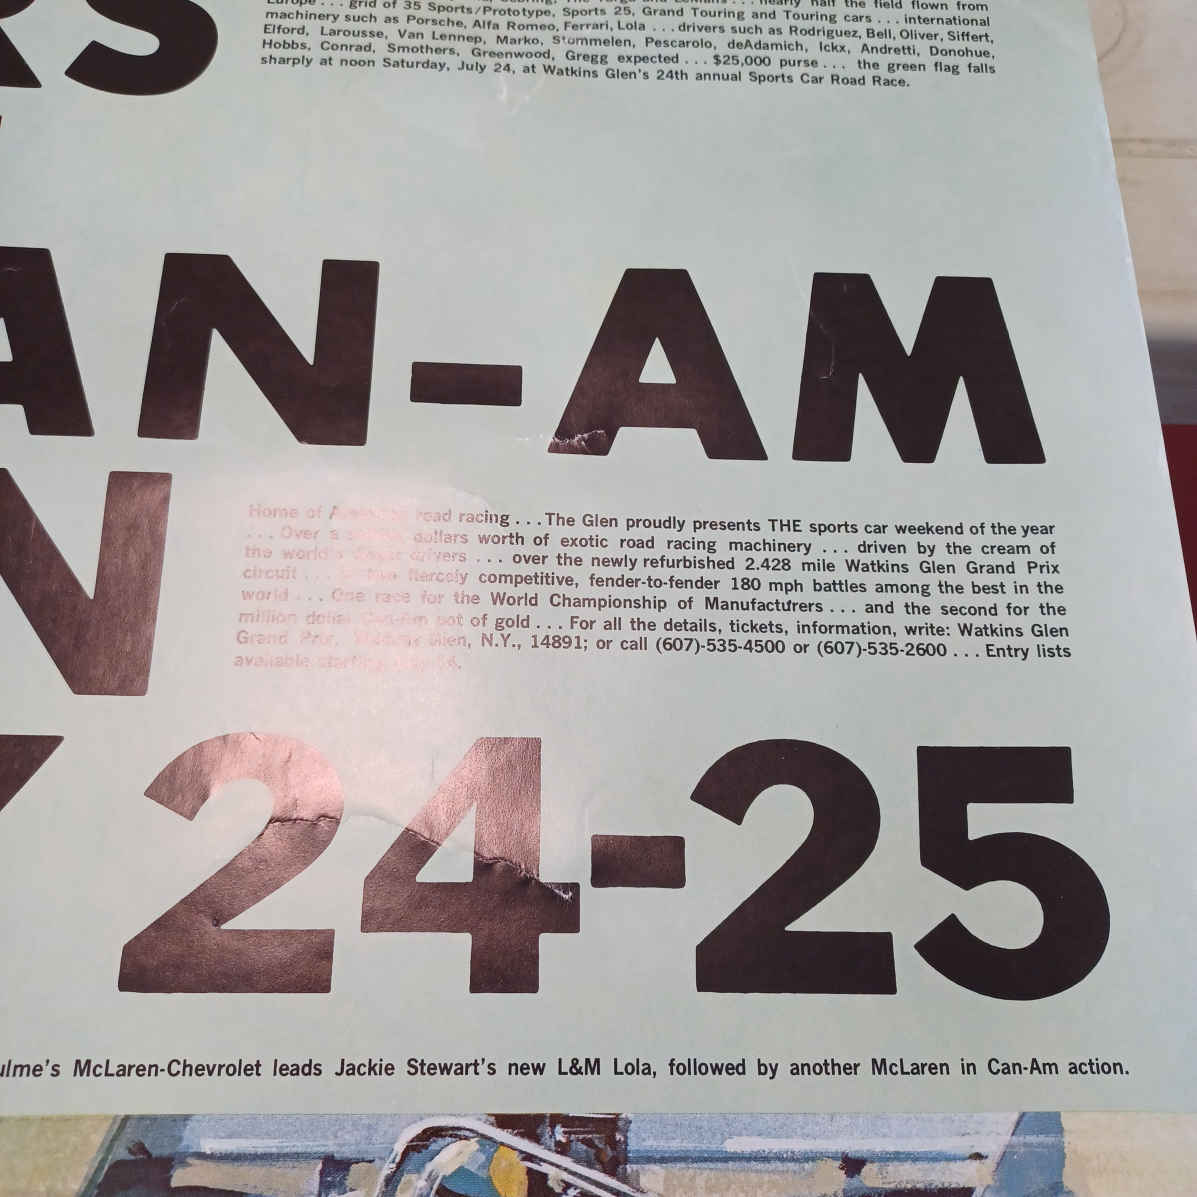 Europe . . . grid of 35 Sports/Prototype, Sports 25, Grand Touring and Touring cars . . . international
machinery such as Porsche, Alfa Romeo, Ferrari, Lola . . . drivers such as Rodriguez, Bell, Oliver, Siffert,
Elford, Larousse, Van Lennep, Marko, Stommelen, Pescarolo, deAdamich, Ickx, Andretti, Donohue,
Hobbs, Conrad, Smothers, Greenwood, Gregg expected . . . $25,000 purse . . . the green flag falls
sharply at noon Saturday, July 24, at Watkins Glen's 24th annual Sports Car Road Race.
RS
AN-AM
N
Home of American road racing . . . The Glen proudly presents THE sports car weekend of the year
. . . Over a dollars worth of exotic road racing machinery . . . driven by the cream of
the world's drivers . . . over the newly refurbished 2.428 mile Watkins Glen Grand Prix
circuit . . . fiercely competitive, fender-to-fender 180 mph battles among the best in the
world . . . One race for the World Championship of Manufacturers . . . and the second for the
million dollar Can-Am pot of gold . . . For all the details, tickets, information, write: Watkins Glen
Grand Prix, Watkins Glen, N.Y., 14891; or call (607)-535-4500 or (607)-535-2600 . . . Entry lists
available starting
24-25
ulme's McLaren-Chevrolet leads Jackie Stewart's new L&M Lola, followed by another McLaren in Can-Am action.